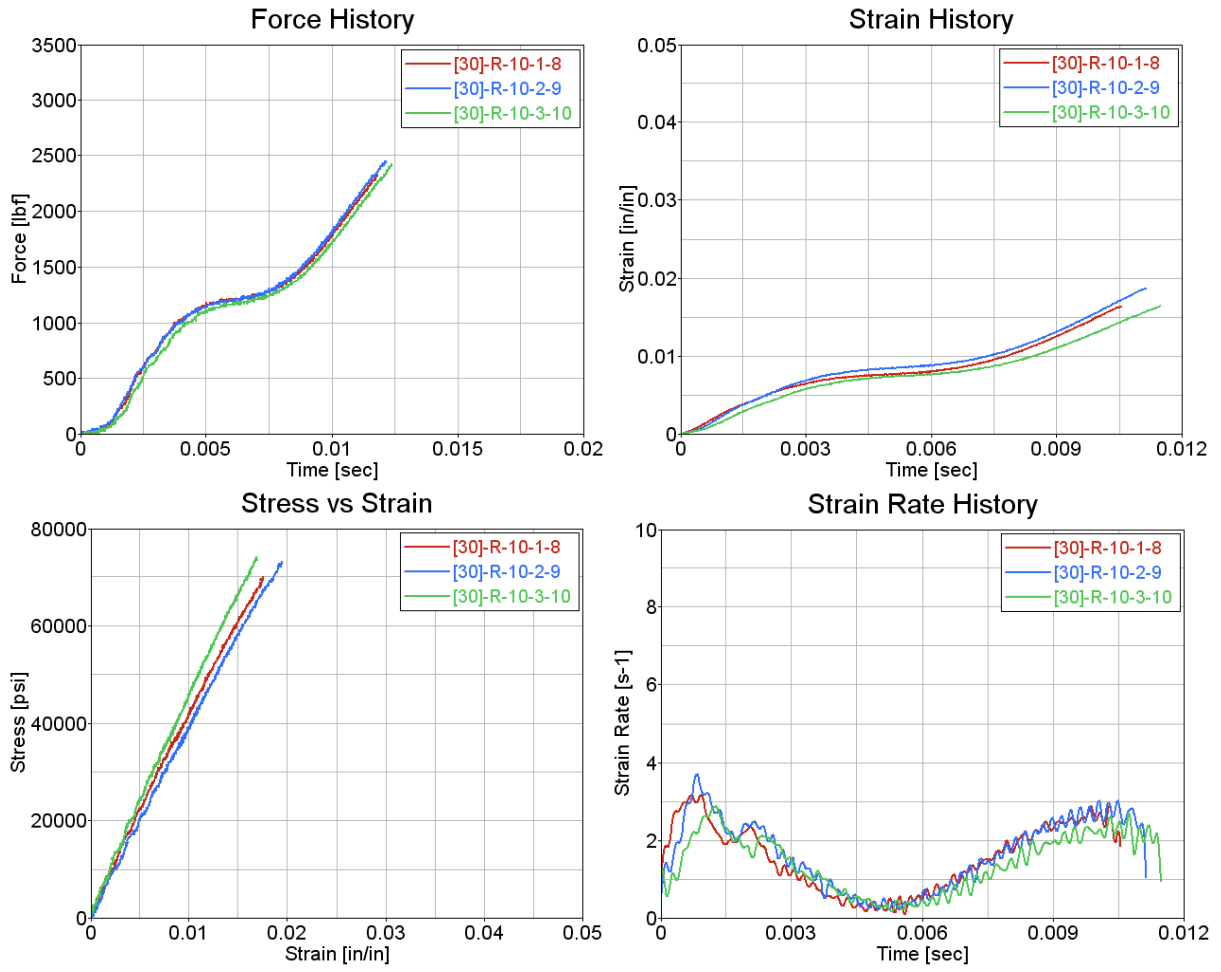 Force History
3500
3000
2500
2000
1500
1000
500
0
Force [lbf]
[30]-R-10-1-8
[30]-R-10-2-9
[30]-R-10-3-10
0 0.005 0.01 0.015 0.02
Time [sec]
Strain History
0.05
0.04
0.03
0.02
0.01
0
Strain [in/in]
[30]-R-10-1-8
[30]-R-10-2-9
[30]-R-10-3-10
0 0.003 0.006 0.009 0.012
Time [sec]
Stress vs Strain
80000
60000
40000
20000
0
Stress [psi]
[30]-R-10-1-8
[30]-R-10-2-9
[30]-R-10-3-10
0 0.01 0.02 0.03 0.04 0.05
Strain [in/in]
Strain Rate History
10
8
6
4
2
0
Strain Rate [s-1]
[30]-R-10-1-8
[30]-R-10-2-9
[30]-R-10-3-10
0 0.003 0.006 0.009 0.012
Time [sec]